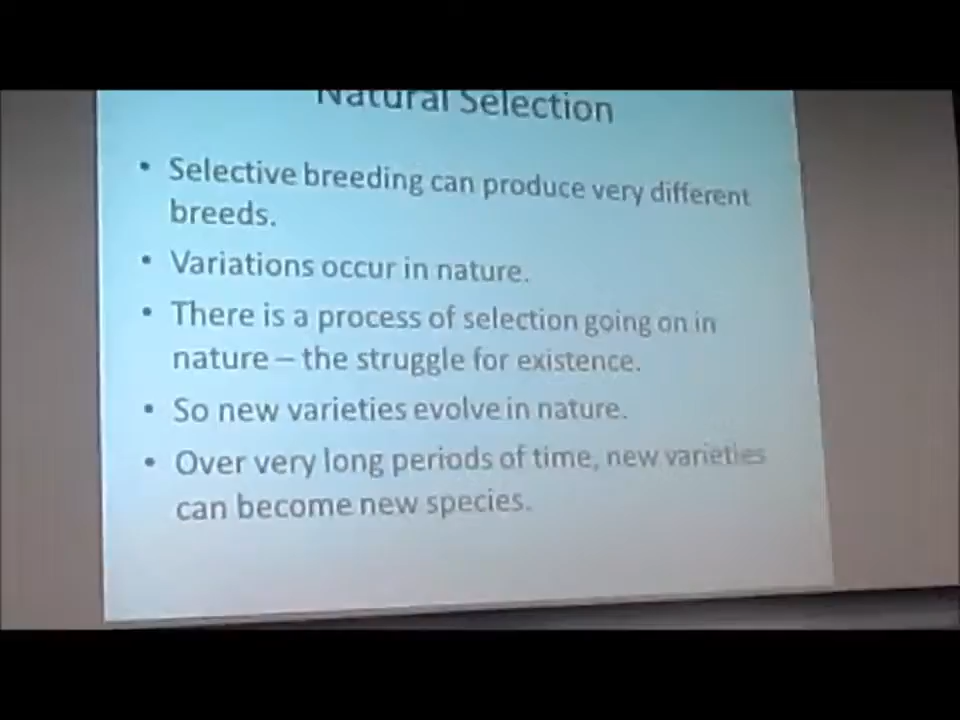 Natural Selection
• Selective breeding can produce very different
breeds.
• Variations occur in nature.
• There is a process of selection going on in
nature – the struggle for existence.
• So new varieties evolve in nature.
• Over very long periods of time, new varieties
can become new species.